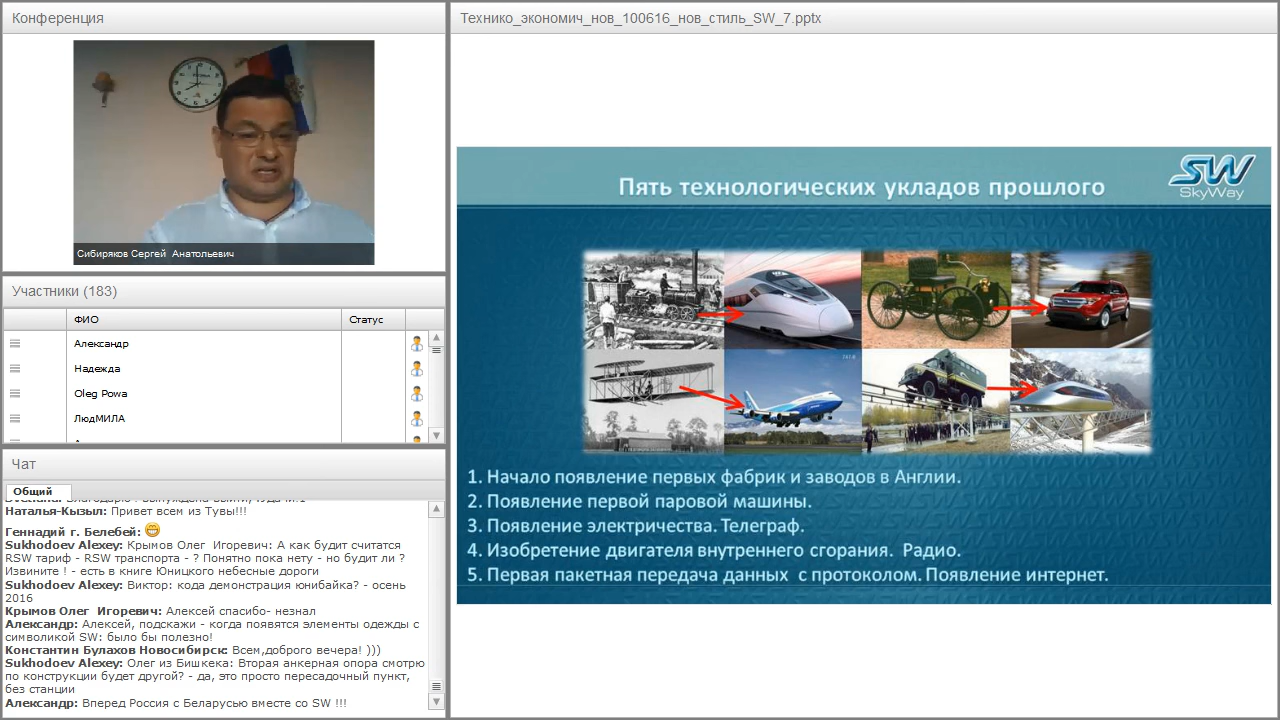 Конференция
Сибиряков Сергей Анатольевич
Участники (183)
ФИО
Статус
Александр
Надежда
Oleg Powa
ЛюдМИЛА
Чат
Общий
Наталья-Кызыл: Привет всем из Тувы!!!
Геннадий г. Белебей:
Sukhodoev Alexey: Крымов Олег Игоревич: А как будит считатся
RSW тариф - RSW транспорта - ? Понятно пока нету - но будит ли ?
Извините ! - есть в книге Юницкого небесные дороги
Sukhodoev Alexey: Виктор: кода демонстрация юнибайка? - осень
2016
Крымов Олег Игоревич: Алексей спасибо- незнал
Александр: Алексей, подскажи - когда появятся элементы одежды с
символикой SW: было бы полезно!
Константин Булахов Новосибирск: Всем,доброго вечера! )))
Sukhodoev Alexey: Олег из Бишкека: Вторая анкерная опора смотрю
по конструкции будет другой? - да, это просто пересадочный пункт,
без станции
Александр: Вперед Россия с Беларусью вместе со SW !!!
Технико_экономич_нов_100616_нов_стиль_SW_7.pptx
Пять технологических укладов прошлого
SW
SkyWay
1. Начало появление первых фабрик и заводов в Англии.
2. Появление первой паровой машины.
3. Появление электричества. Телеграф.
4. Изобретение двигателя внутреннего сгорания. Радио.
5. Первая пакетная передача данных с протоколом. Появление интернет.